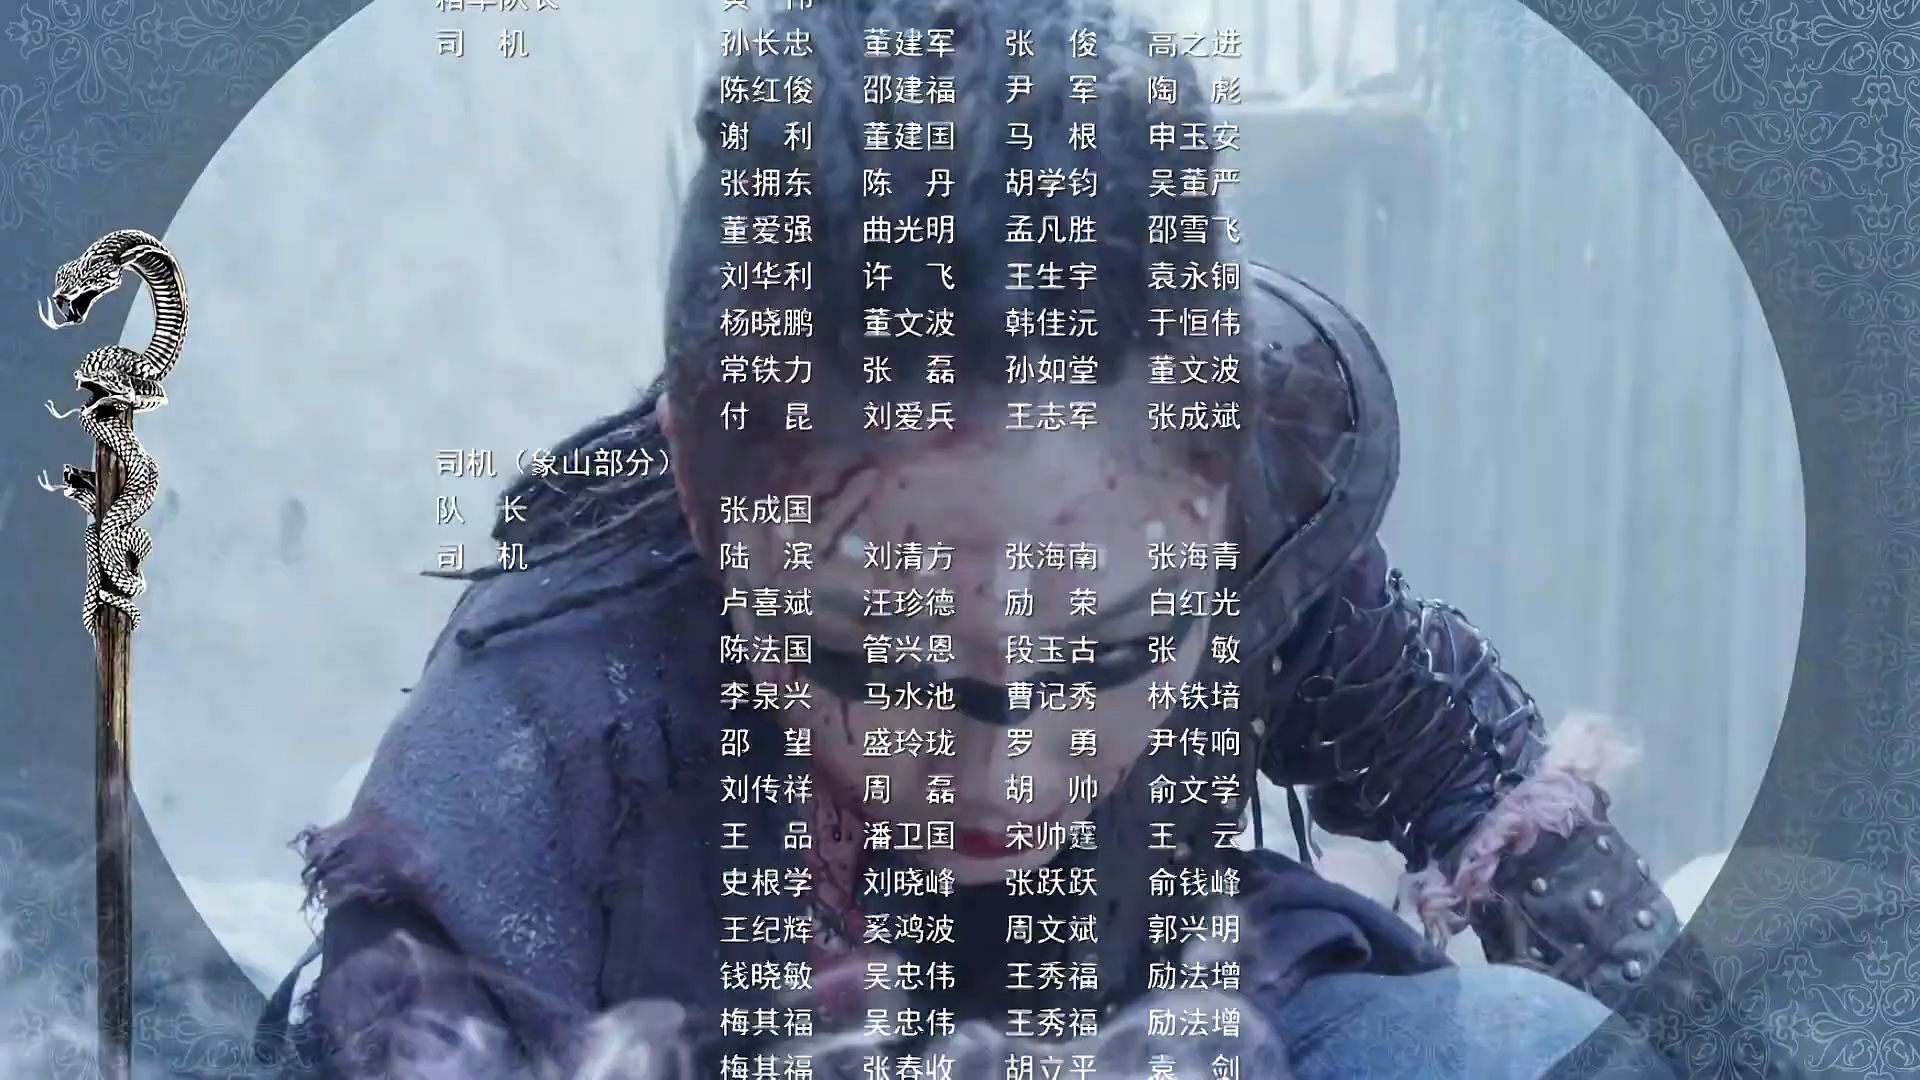 箱车队长 黄 伟
司 机 孙长忠 董建军 张 俊 高之进
陈红俊 邵建福 尹 军 陶 彪
谢 利 董建国 马 根 申玉安
张拥东 陈 丹 胡学钧 吴董严
董爱强 曲光明 孟凡胜 邵雪飞
刘华利 许 飞 王生宇 袁永铜
杨晓鹏 董文波 韩佳沅 于恒伟
常铁力 张 磊 孙如堂 董文波
付 昆 刘爱兵 王志军 张成斌
司机（象山部分）
队 长 张成国
司 机 陆 滨 刘清方 张海南 张海青
卢喜斌 汪珍德 励 荣 白红光
陈法国 管兴恩 段玉古 张 敏
李泉兴 马水池 曹记秀 林铁培
邵 望 盛玲珑 罗 勇 尹传响
刘传祥 周 磊 胡 帅 俞文学
王 品 潘卫国 宋帅霆 王 云
史根学 刘晓峰 张跃跃 俞钱峰
王纪辉 奚鸿波 周文斌 郭兴明
钱晓敏 吴忠伟 王秀福 励法增
梅其福 吴忠伟 王秀福 励法增
梅其福 张春收 胡立平 袁 剑